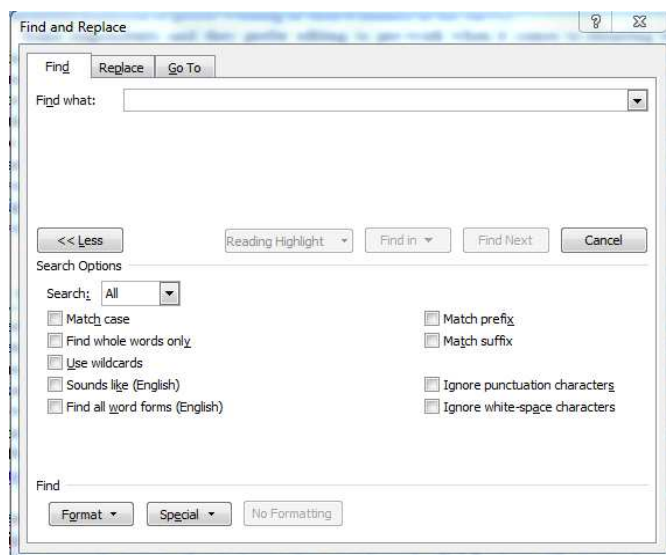 Find and Replace
Find Replace Go To
Find what:
<< Less Reading Highlight Find in Find Next Cancel
Search Options
Search: All
Match case Match prefix
Find whole words only Match suffix
Use wildcards
Sounds like (English) Ignore punctuation characters
Find all word forms (English) Ignore white-space characters
Find
Format Special No Formatting